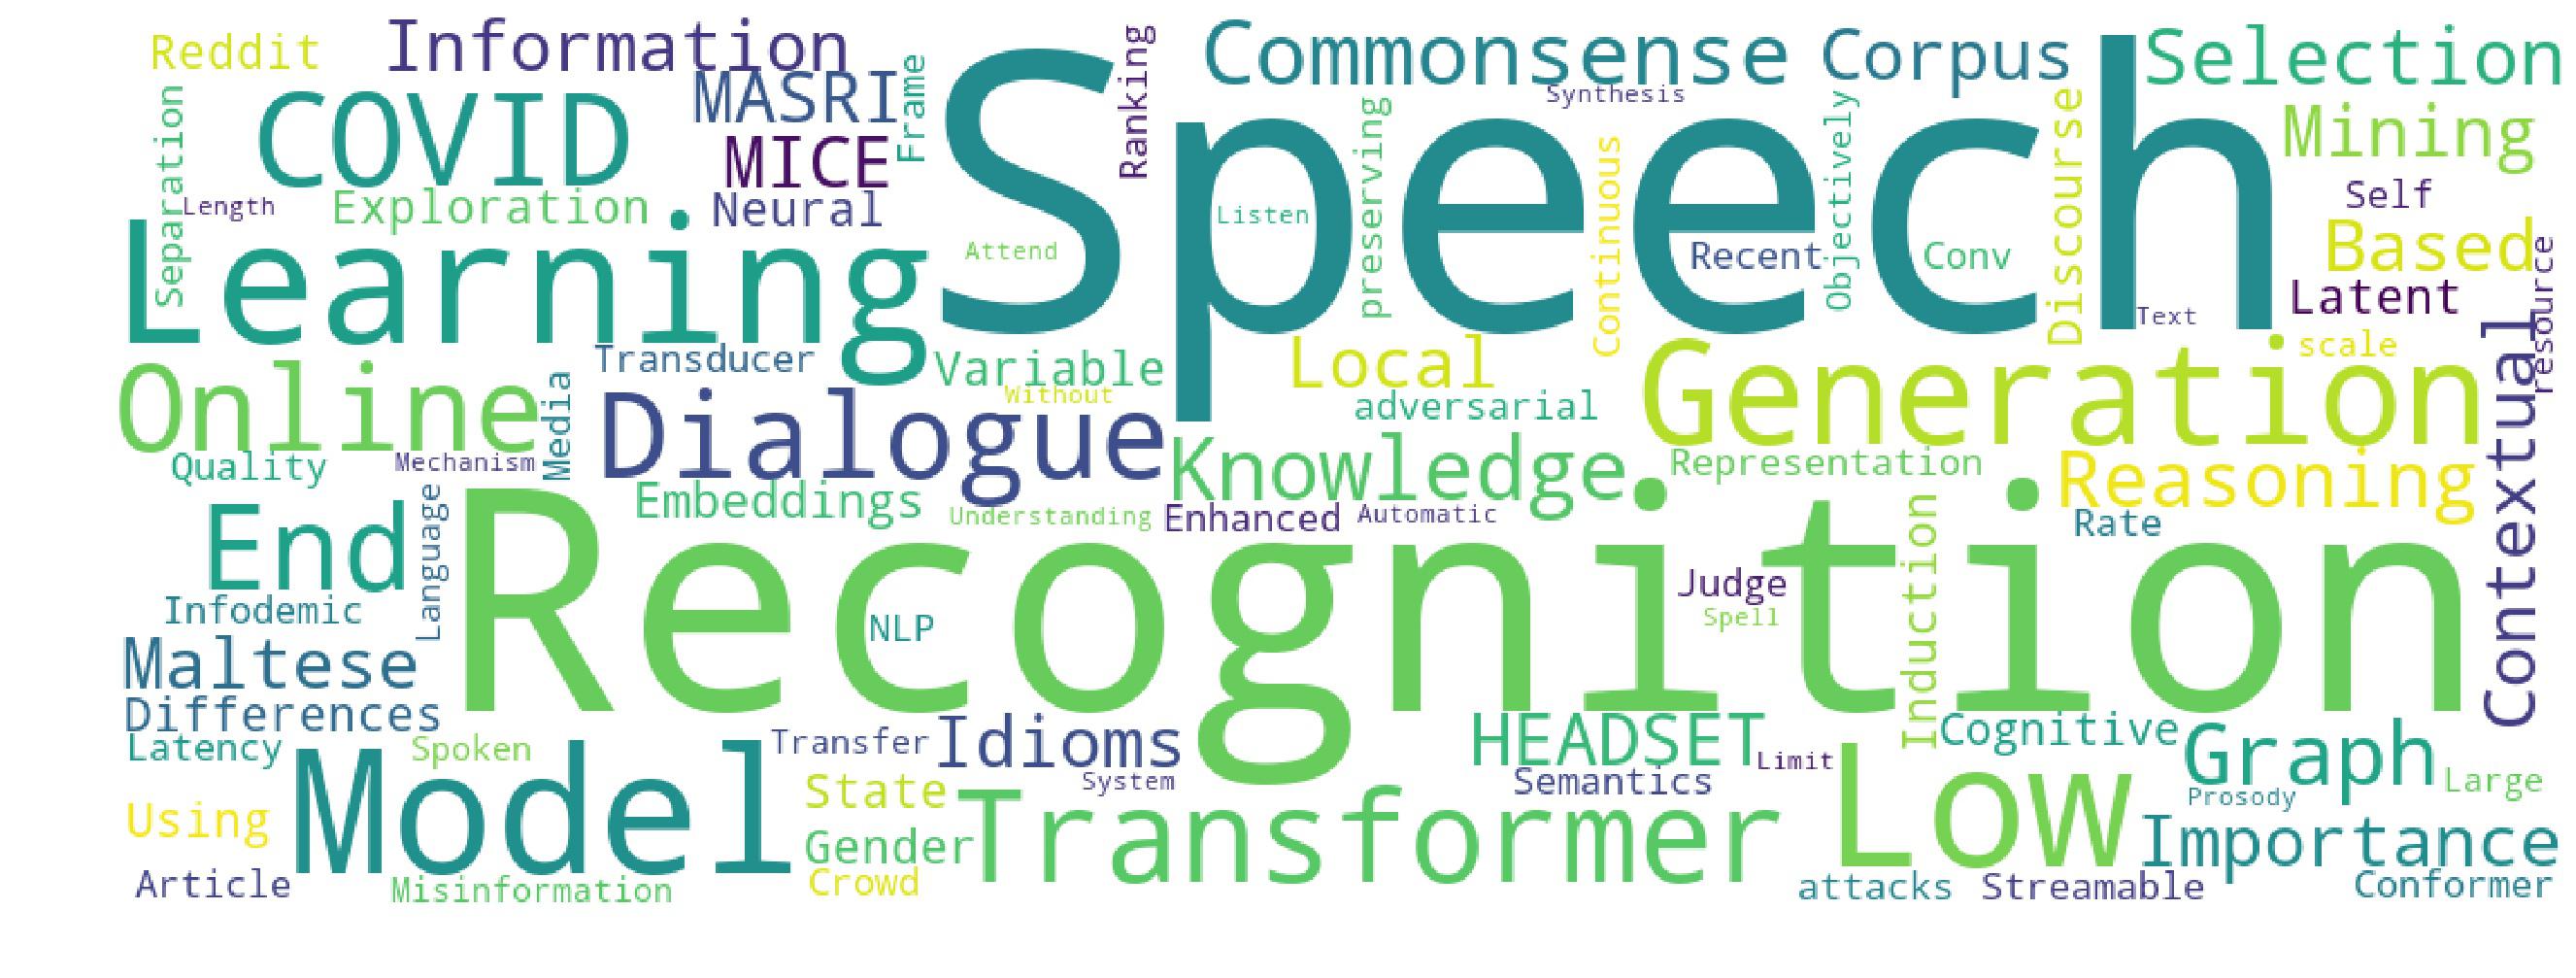 Reddit
Information
Commonsense
Corpus
Selection
COVID
MASRI
Frame
Ranking
Synthesis
Speech
Mining
Separation
MICE
preserving
Continuous
Objectively
Discourse
Length
Exploration
Neural
Listen
Self
Learning
Attend
Recent
Conv
Based
Latent
resource
Text
Transducer
Variable
Local
Generation
scale
Contextual
Online
Media
Dialogue
Without
adversarial
Quality
Mechanism
Knowledge
Representation
Reasoning
End
Language
Embeddings
Understanding
Enhanced
Automatic
Rate
Recognition
Infodemic
NLP
Judge
Spell
Induction
Maltese
Differences
Latency
Spoken
Transfer
Idioms
HEADSET
Limit
Cognitive
Graph
Model
State
System
Semantics
Low
Prosody
Large
Using
Gender
Transformer
Importance
Article
Misinformation
Crowd
attacks
Streamable
Conformer